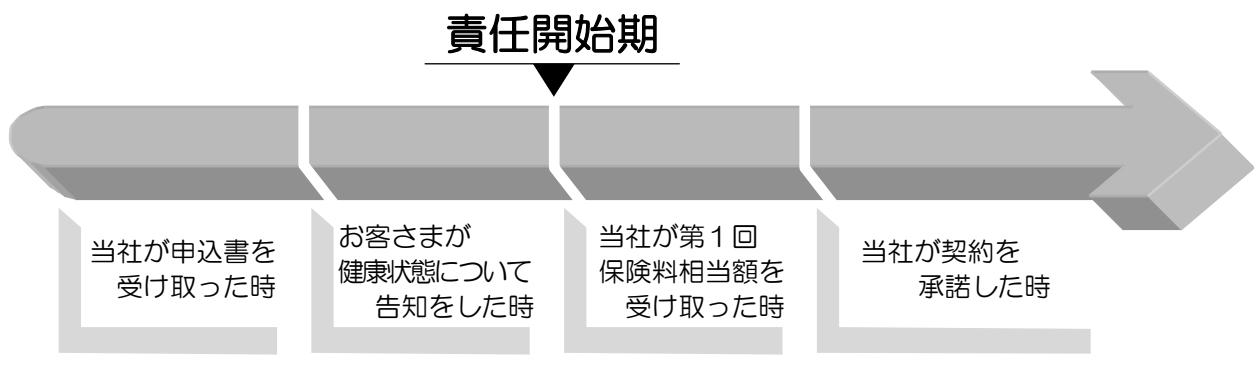 責任開始期
当社が申込書を
受け取った時
お客さまが
健康状態について
告知をした時
当社が第１回
保険料相当額を
受け取った時
当社が契約を
承諾した時